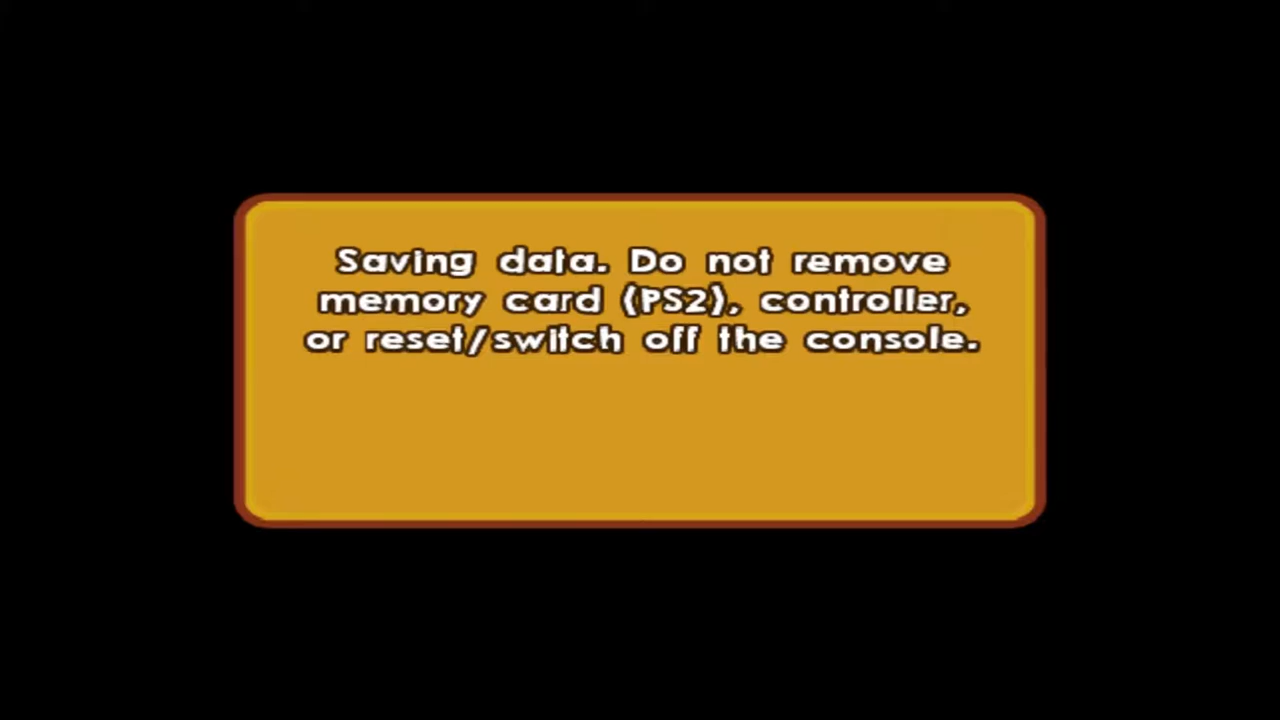 Saving data. Do not remove
memory card (PS2), controller,
or reset/switch off the console.